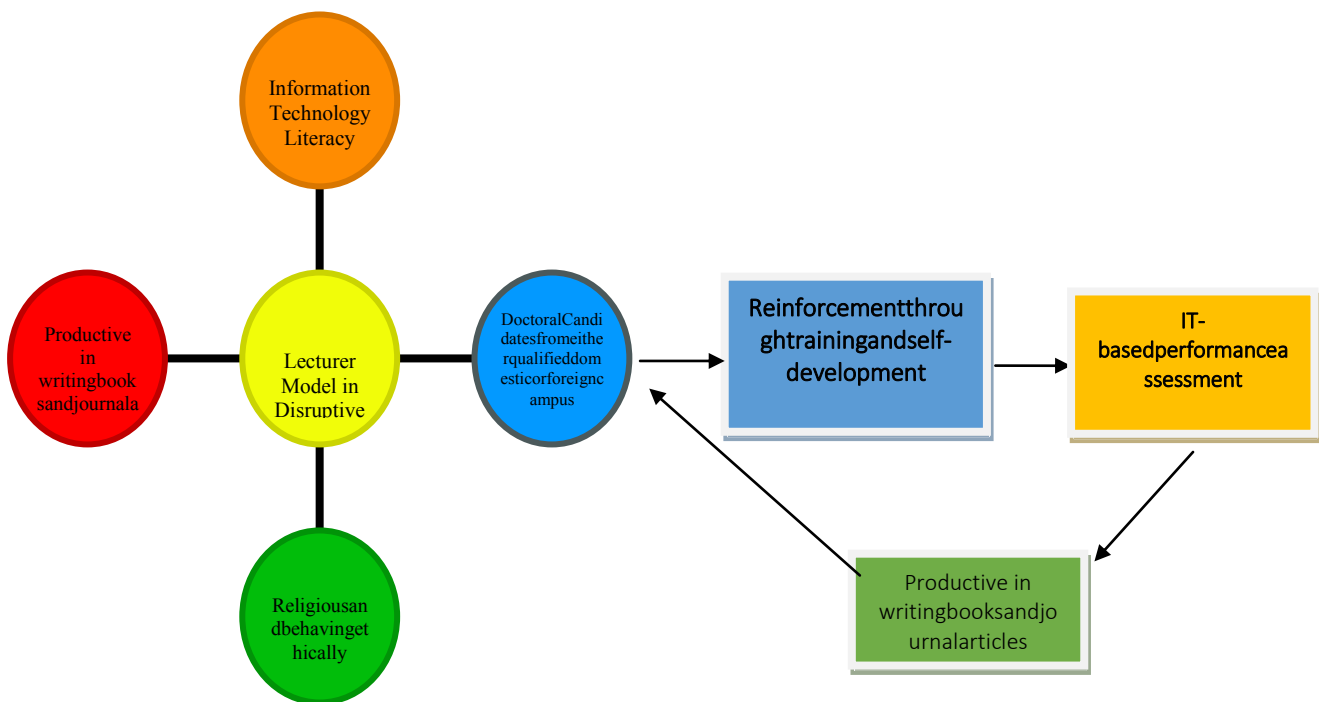 Information
Technology
Literacy
Productive
in
writingbook
sandjournala
Lecturer
Model in
Disruptive
DoctoralCandi
datesfromeithe
rqualifieddom
esticorforeignc
ampus
Reinforcementthrou
ghtrainingandself-
development
IT-
basedperformancea
ssessment
Religiousan
dbehavinget
hically
Productive in
writingbooksandjo
urnalarticles